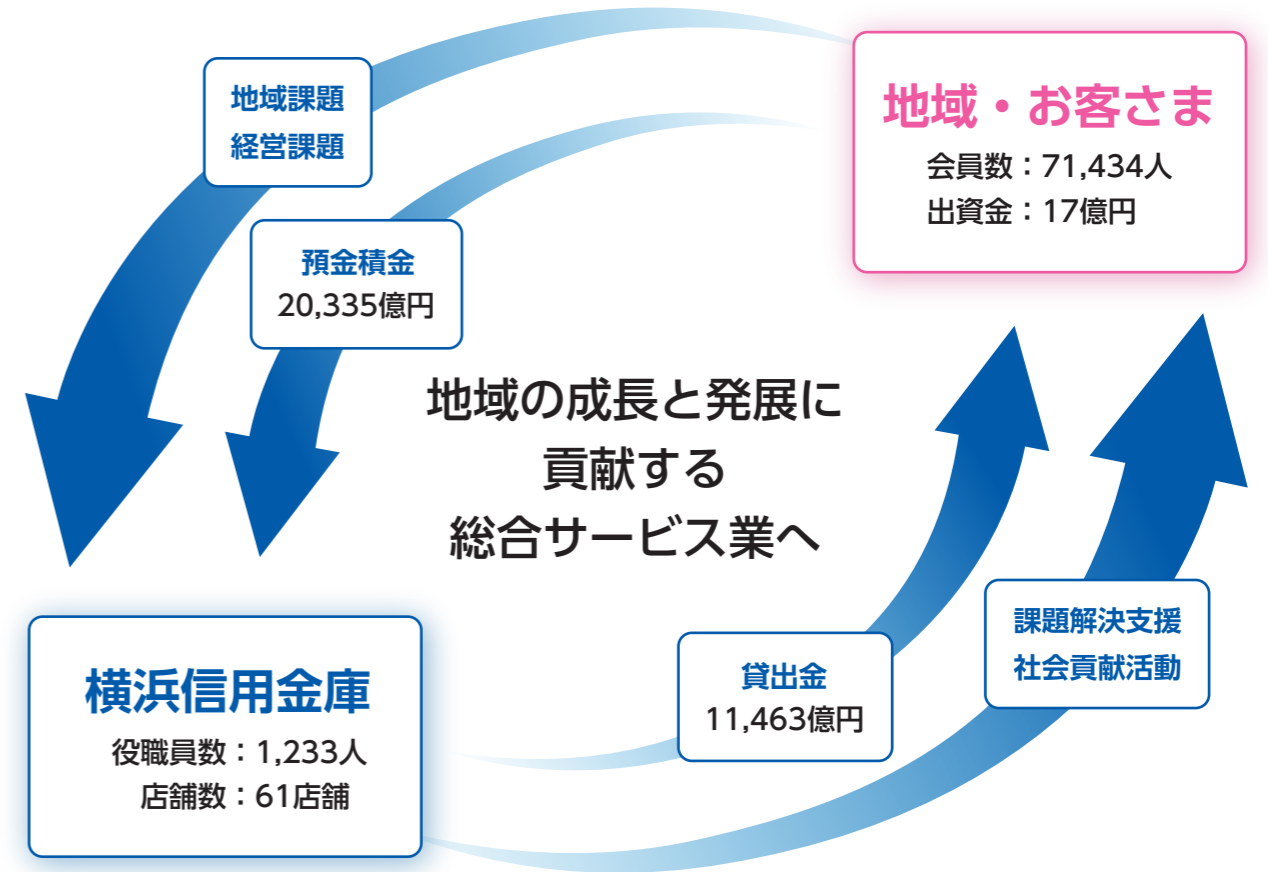 地域課題
経営課題
地域・お客さま
会員数：71,434人
出資金：17億円
預金積金
20,335億円
地域の成長と発展に
貢献する
総合サービス業へ
課題解決支援
社会貢献活動
貸出金
11,463億円
横浜信用金庫
役職員数：1,233人
店舗数：61店舗